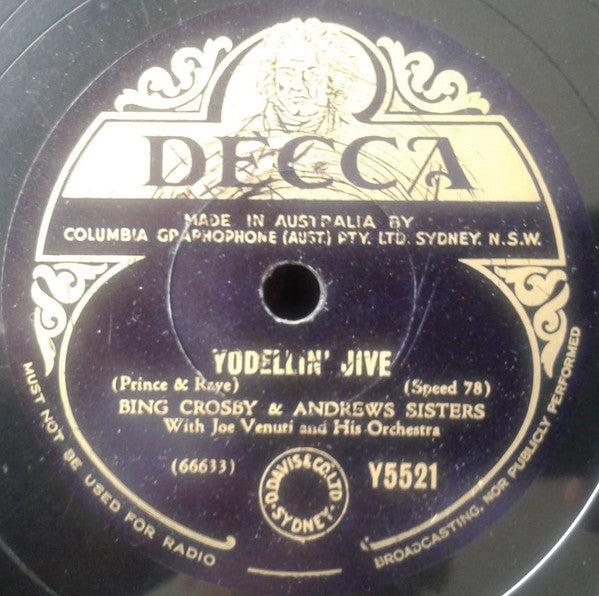 DECCA
MADE IN AUSTRALIA BY
COLUMBIA GRAPHOPHONE (AUST.) PTY. LTD. SYDNEY. N.S.W.
YODELLIN' JIVE
(Prince & Raye) (Speed 78)
BING CROSBY & ANDREWS SISTERS
With Joe Venuti and His Orchestra
(66633)
D. DAVIS & CO. LTD
SYDNEY
Y5521
MUST NOT BE USED FOR RADIO BROADCASTING, NOR PUBLICLY PERFORMED